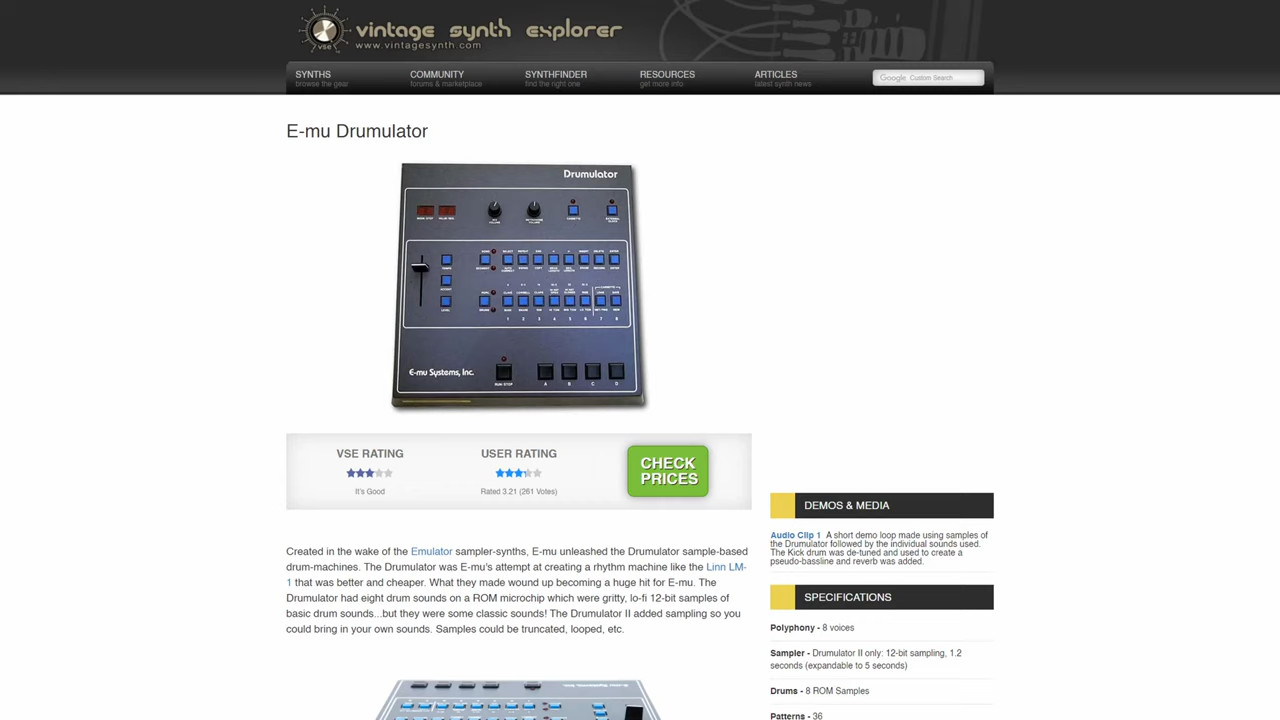 vintage synth explorer
vse
www.vintagesynth.com
SYNTHS
browse the gear
COMMUNITY
forums & marketplace
SYNTHFINDER
find the right one
RESOURCES
get more info
ARTICLES
latest synth news
Google Custom Search
E-mu Drumulator
Drumulator
E-mu Systems, Inc.
RUN/STOP
A
B
C
D
VSE RATING
It's Good
USER RATING
Rated 3.21 (261 Votes)
CHECK
PRICES
Created in the wake of the Emulator sampler-synths, E-mu unleashed the Drumulator sample-based
drum-machines. The Drumulator was E-mu's attempt at creating a rhythm machine like the Linn LM-
1 that was better and cheaper. What they made wound up becoming a huge hit for E-mu. The
Drumulator had eight drum sounds on a ROM microchip which were gritty, lo-fi 12-bit samples of
basic drum sounds...but they were some classic sounds! The Drumulator II added sampling so you
could bring in your own sounds. Samples could be truncated, looped, etc.
DEMOS & MEDIA
Audio Clip 1 A short demo loop made using samples of
the Drumulator followed by the individual sounds used.
The Kick drum was de-tuned and used to create a
pseudo-bassline and reverb was added.
SPECIFICATIONS
Polyphony - 8 voices
Sampler - Drumulator II only: 12-bit sampling, 1.2
seconds (expandable to 5 seconds)
Drums - 8 ROM Samples
Patterns - 36